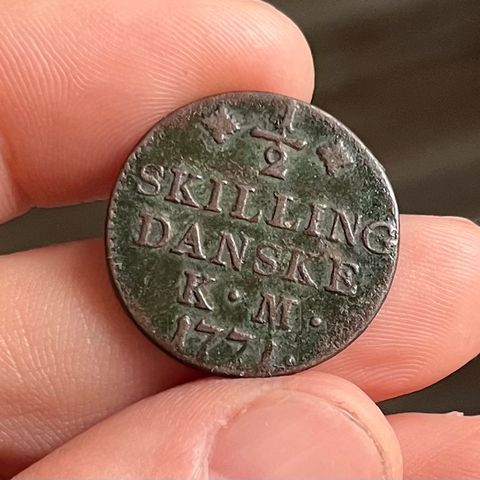 1/2
SKILLING
DANSKE
K · M ·
1771.